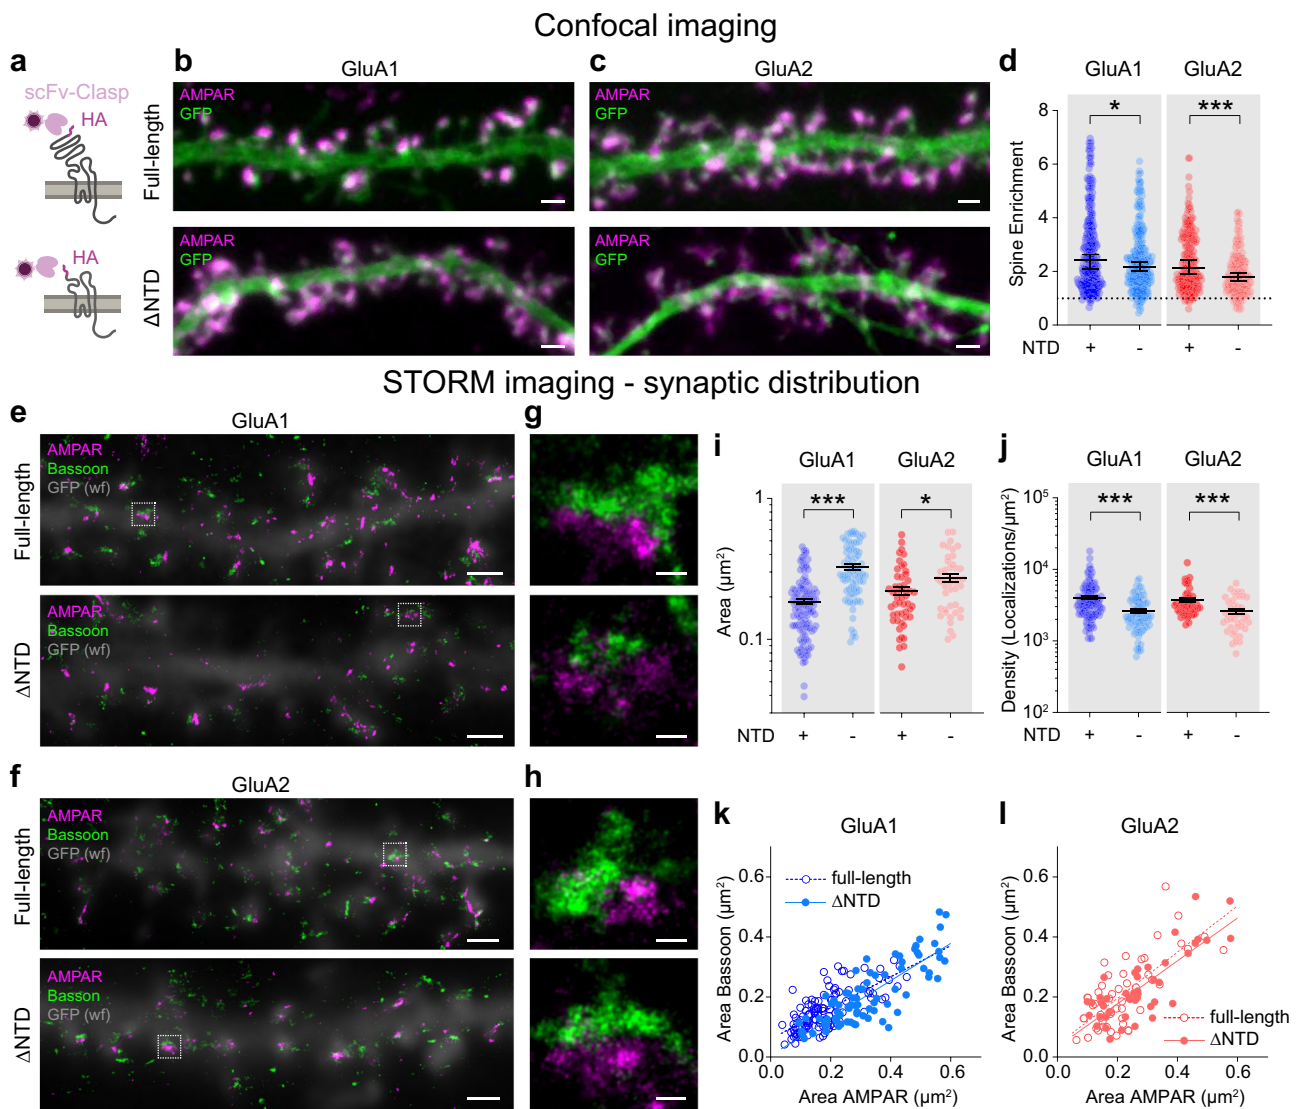 Confocal imaging
a
scFv-Clasp
HA
HA
b
GluA1
Full-length
AMPAR
GFP
ΔNTD
AMPAR
GFP
c
GluA2
AMPAR
GFP
AMPAR
GFP
d
GluA1 GluA2
* ***
Spine Enrichment
8
6
4
2
0
NTD + - + -
STORM imaging - synaptic distribution
e
GluA1
Full-length
AMPAR
Bassoon
GFP (wf)
ΔNTD
AMPAR
Bassoon
GFP (wf)
g
f
GluA2
Full-length
AMPAR
Bassoon
GFP (wf)
ΔNTD
AMPAR
Basson
GFP (wf)
h
i
GluA1 GluA2
*** *
Area (µm²)
1
0.1
NTD + - + -
j
GluA1 GluA2
*** ***
Density (Localizations/µm²)
10⁵
10⁴
10³
10²
NTD + - + -
k
GluA1
full-length
ΔNTD
Area Bassoon (µm²)
0.6
0.4
0.2
0.0
0.0 0.2 0.4 0.6
Area AMPAR (µm²)
l
GluA2
full-length
ΔNTD
Area Bassoon (µm²)
0.6
0.4
0.2
0.0
0.0 0.2 0.4 0.6
Area AMPAR (µm²)